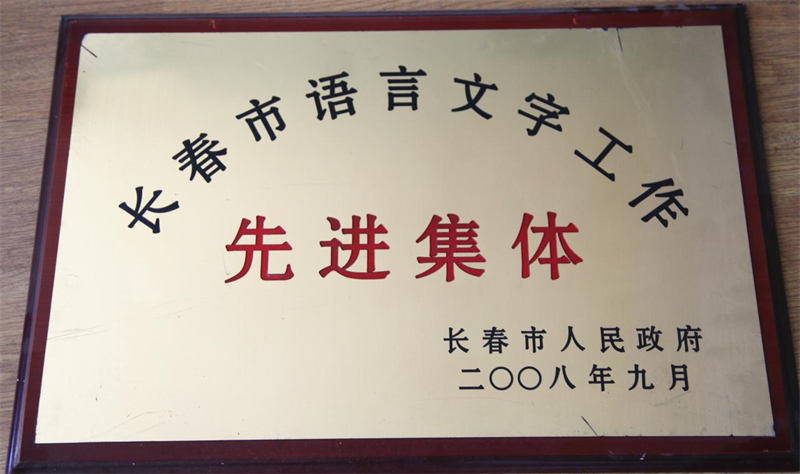 长春市语言文字工作
先进集体
长春市人民政府
二〇〇八年九月